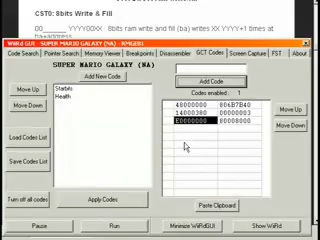 CST0: 8bits Write & Fill
00______ YYYY00XX 8bits ram write and fill (ba) writes XX YYYY+1 times at
ba+address
WiiRd GUI SUPER MARIO GALAXY (NA) RMGE01
Code Search Pointer Search Memory Viewer Breakpoints Disassembler GCT Codes Screen Capture FST About
SUPER MARIO GALAXY (NA)
Add New Code
Add Code
Codes enabled: 1
Move Up
Move Down
Load Codes List
Save Codes List
Turn off all codes
Starbits
Health
Apply Codes
48000000 806B7B40
14000380 00000003
E0000000 80008000
Move Up
Move Down
Paste Clipboard
Pause
Run
Minimize WiiRdGUI
Show WiiRd